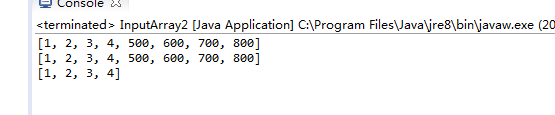 Console
<terminated> InputArray2 [Java Application] C:\Program Files\Java\jre8\bin\javaw.exe (20
[1, 2, 3, 4, 500, 600, 700, 800]
[1, 2, 3, 4, 500, 600, 700, 800]
[1, 2, 3, 4]